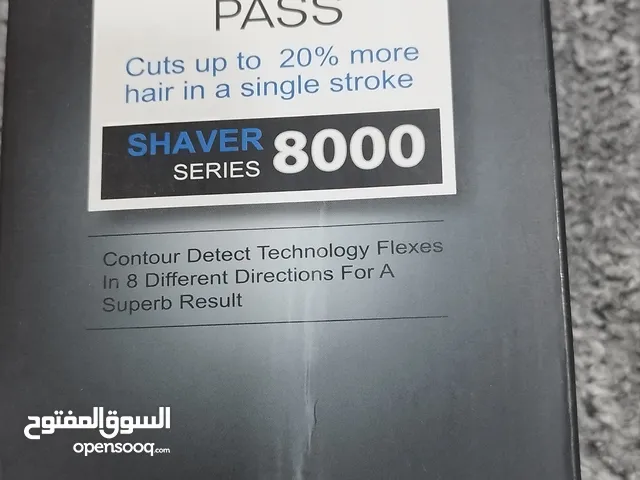 PASS
Cuts up to 20% more
hair in a single stroke
SHAVER
SERIES 8000
Contour Detect Technology Flexes
In 8 Different Directions For A
Superb Result
السوق المفتوح
opensooq.com